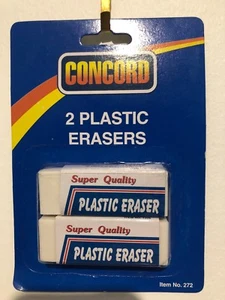 CONCORD
2 PLASTIC
ERASERS
Super Quality
PLASTIC ERASER
Super Quality
PLASTIC ERASER
Item No. 272